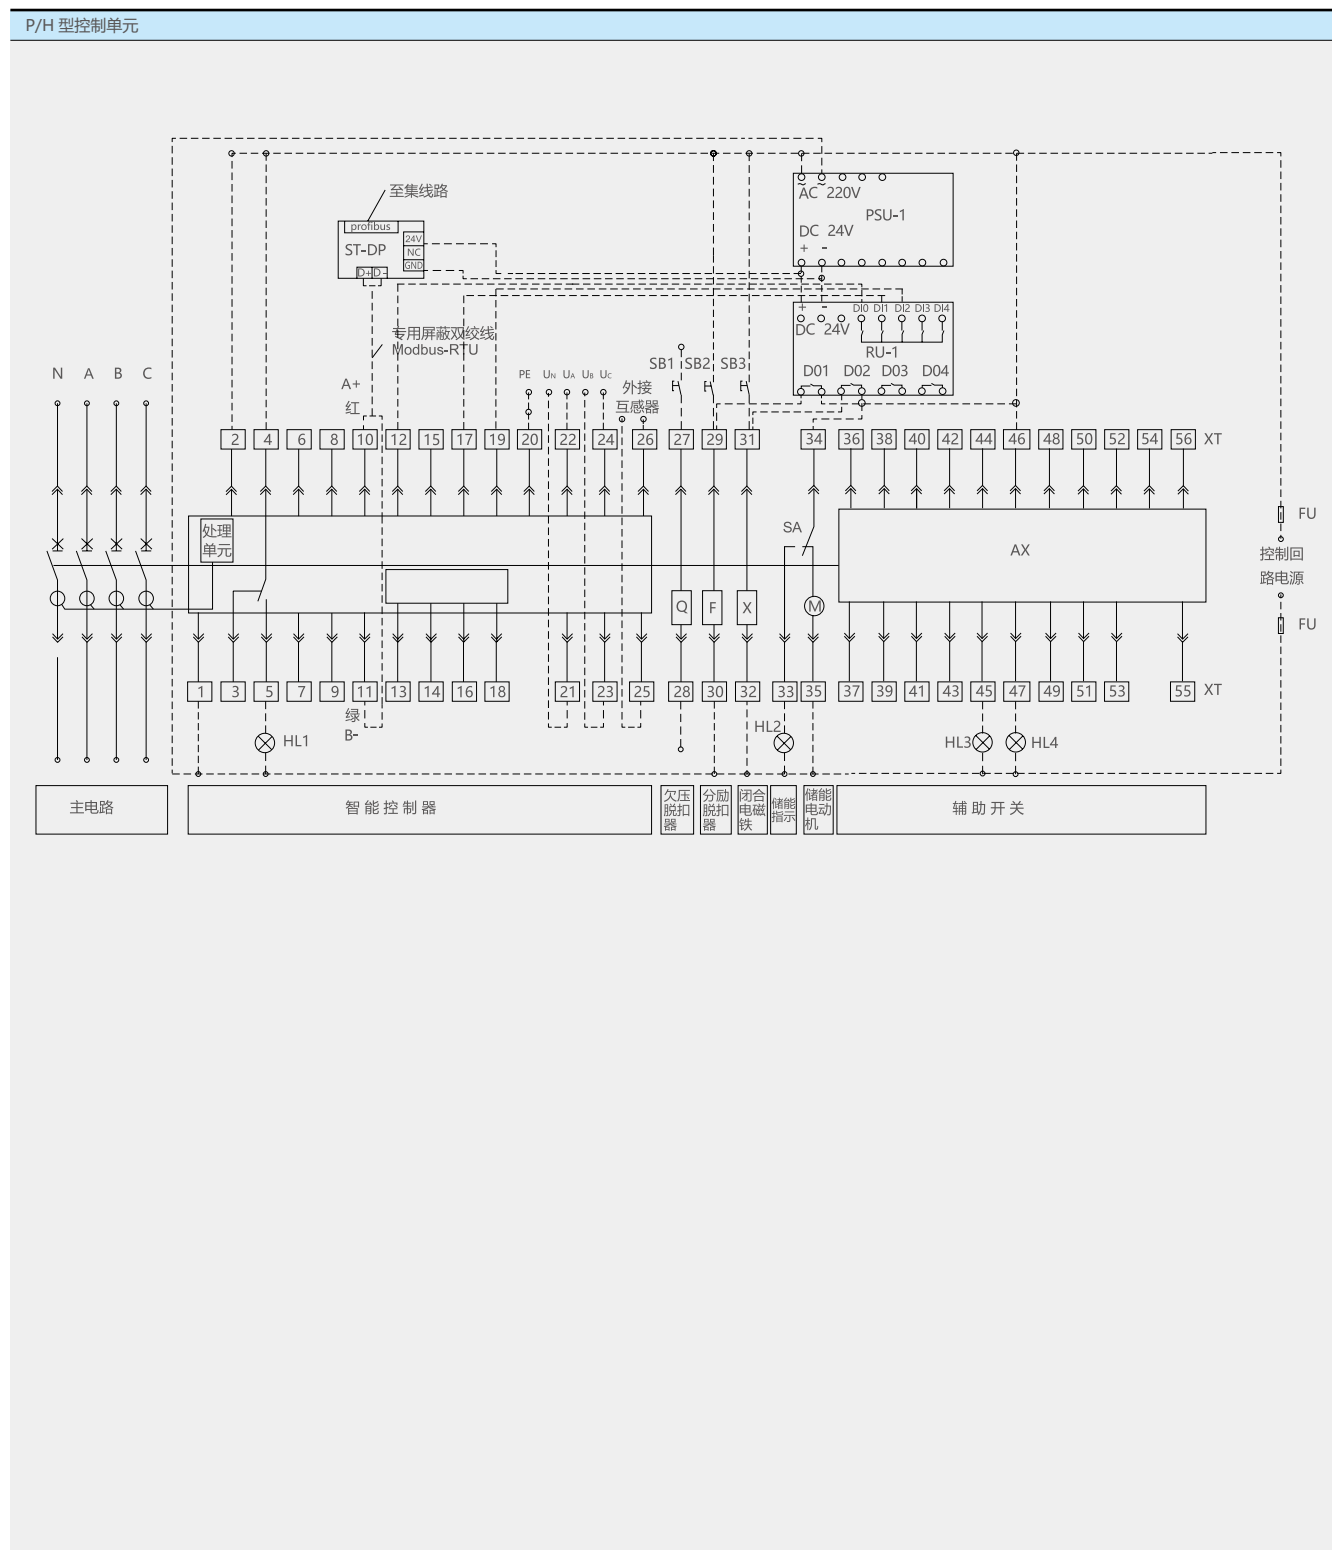 P/H 型控制单元
至集线路
AC 220V
profibus
PSU-1
24V
ST-DP
NC
DC 24V
GND
+ -
D+ D-
+ - DI0 DI1 DI2 DI3 DI4
专用屏蔽双绞线
DC 24V
Modbus-RTU
RU-1
SB1 SB2 SB3
D01 D02 D03 D04
N A B C
PE UN UA UB UC
外接
A+
互感器
红
2 4 6 8 10 12 15 17 19 20 22 24 26 27 29 31 34 36 38 40 42 44 46 48 50 52 54 56 XT
FU
处理
SA
单元
AX
控制回
路电源
Q F X M
FU
1 3 5 7 9 11 13 14 16 18 21 23 25 28 30 32 33 35 37 39 41 43 45 47 49 51 53 55 XT
绿
HL2
B-
HL1
HL3 HL4
主电路
智能控制器
欠压
脱扣
器
分励
脱扣
器
闭合
电磁
铁
储能
指示
储能
电动
机
辅助开关